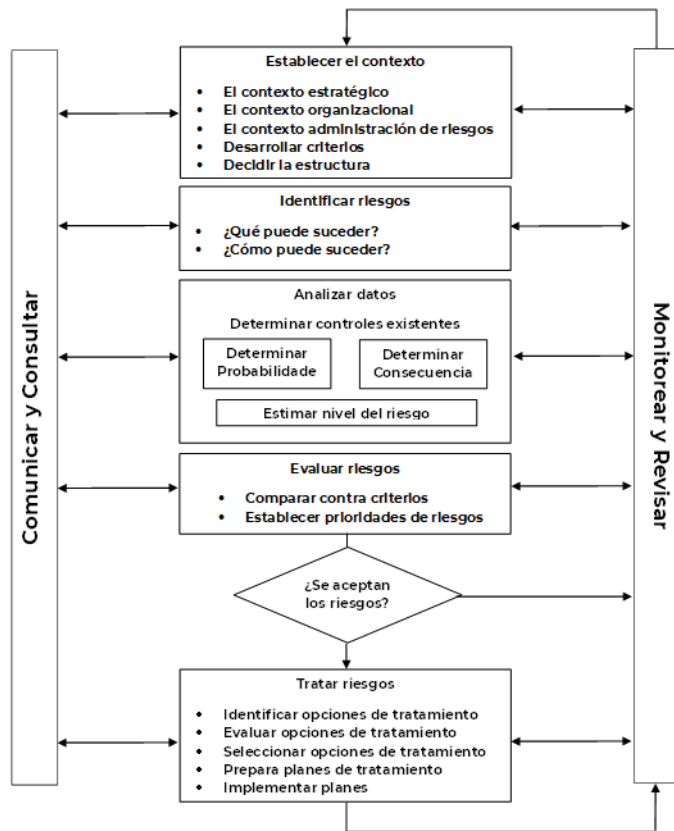 Establecer el contexto
• El contexto estratégico
• El contexto organizacional
• El contexto administración de riesgos
• Desarrollar criterios
• Decidir la estructura
Identificar riesgos
• ¿Qué puede suceder?
• ¿Cómo puede suceder?
Analizar datos
Determinar controles existentes
Determinar
Probabilidade
Determinar
Consecuencia
Estimar nivel del riesgo
Evaluar riesgos
• Comparar contra criterios
• Establecer prioridades de riesgos
¿Se aceptan
los riesgos?
Tratar riesgos
• Identificar opciones de tratamiento
• Evaluar opciones de tratamiento
• Seleccionar opciones de tratamiento
• Prepara planes de tratamiento
• Implementar planes
Comunicar y Consultar
Monitorear y Revisar